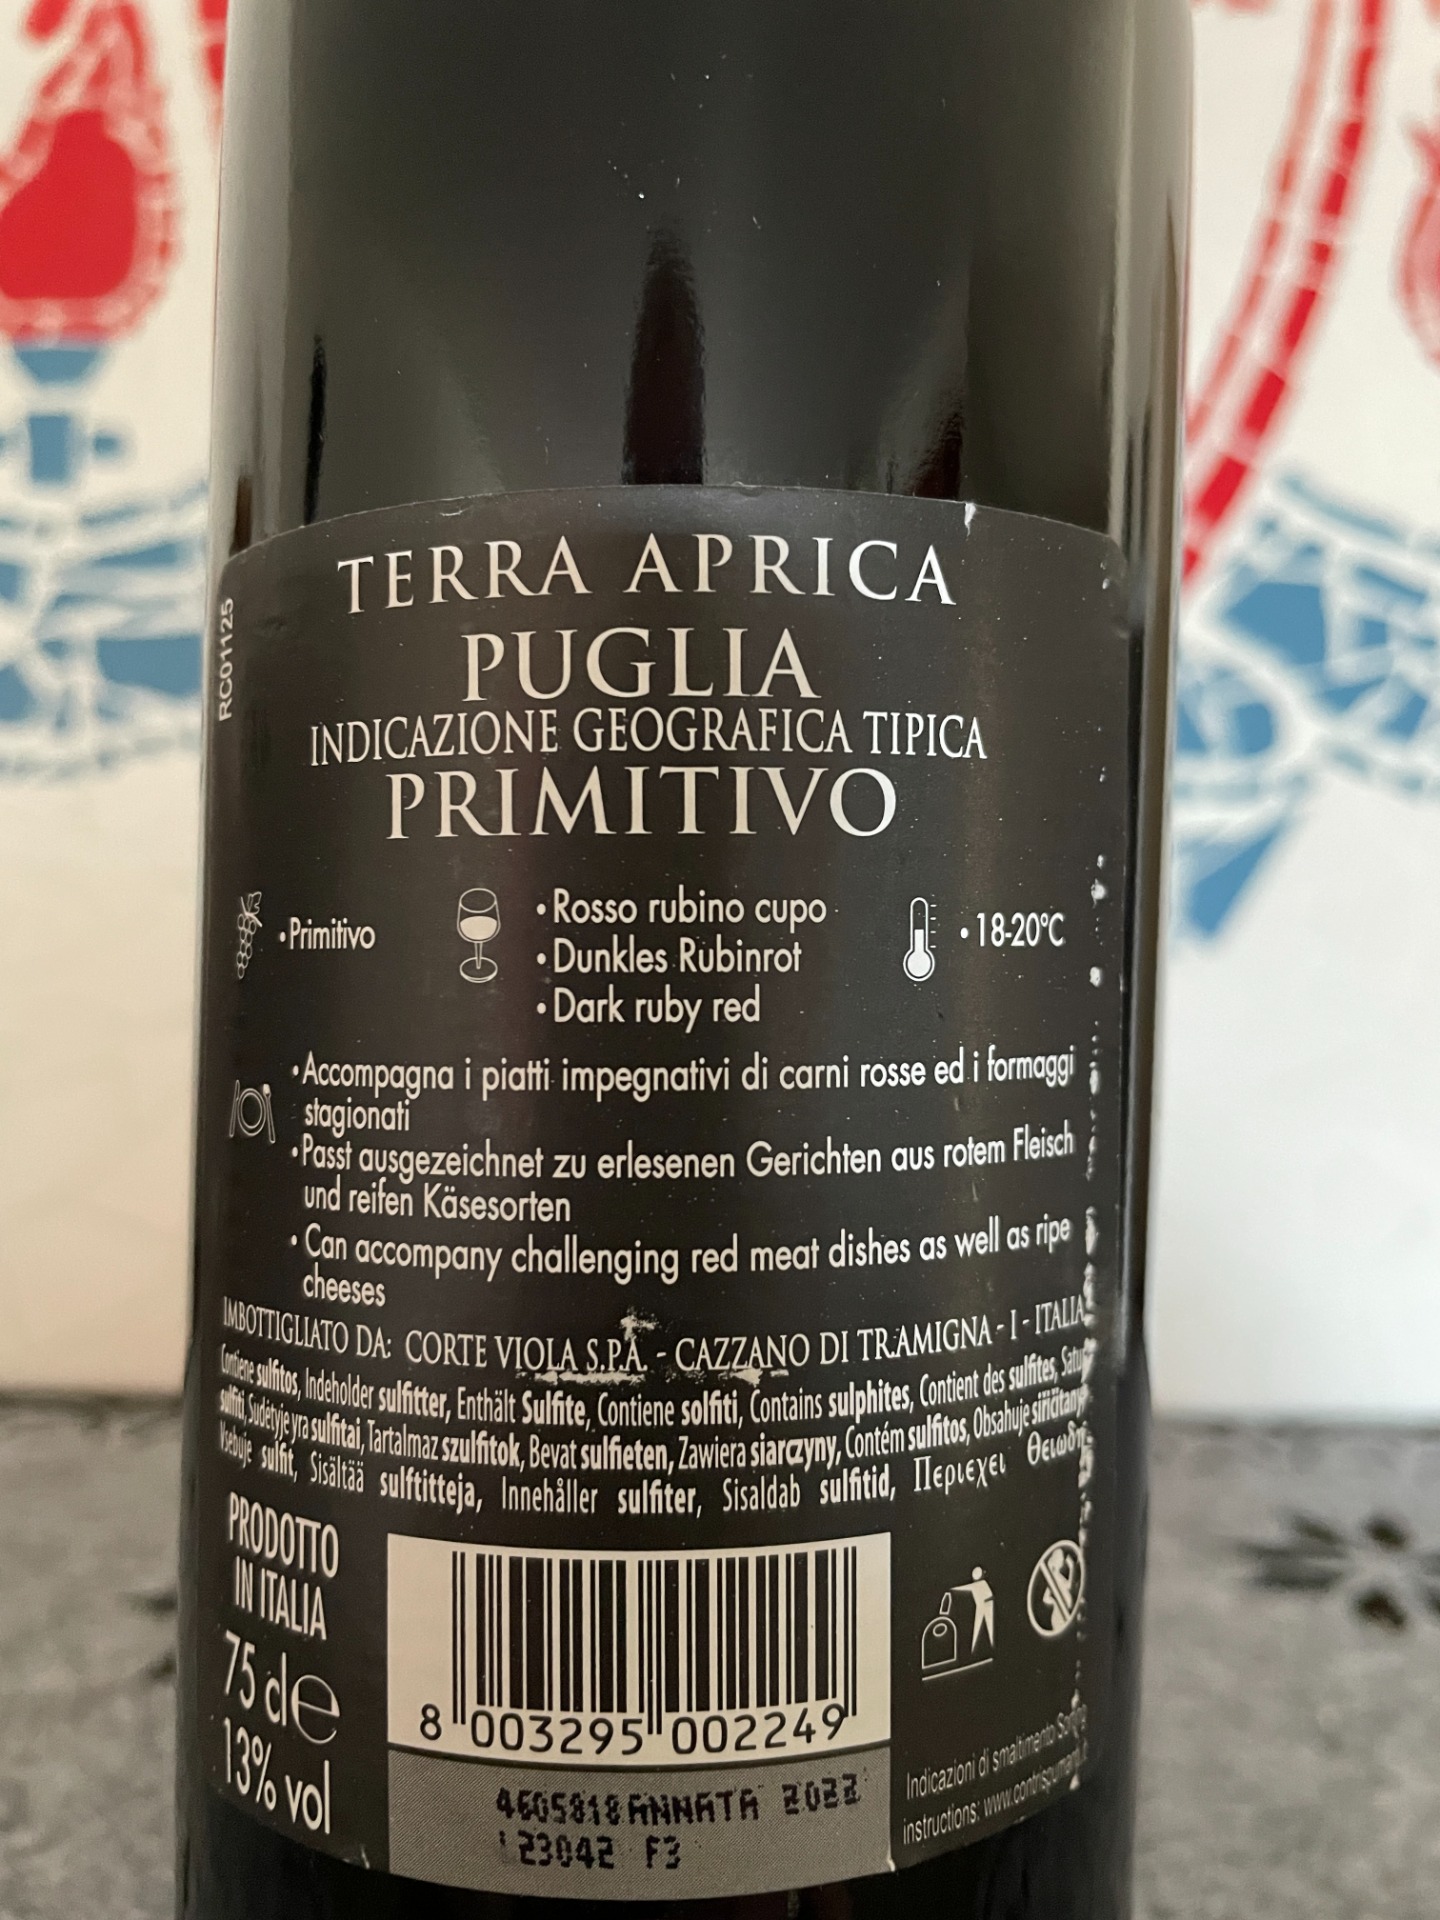 TERRA APRICA
PUGLIA
INDICAZIONE GEOGRAFICA TIPICA
PRIMITIVO
RC01125
•Primitivo
•Rosso rubino cupo
•Dunkles Rubinrot
•Dark ruby red
•18-20°C
•Accompagna i piatti impegnativi di carni rosse ed i formaggi
stagionati
•Passt ausgezeichnet zu erlesenen Gerichten aus rotem Fleisch
und reifen Käsesorten
•Can accompany challenging red meat dishes as well as ripe
cheeses
IMBOTTIGLIATO DA: CORTE VIOLA S.P.A. - CAZZANO DI TRAMIGNA - I - ITALIA
Contiene sulfitos, Indeholder sulfitter, Enthält Sulfite, Contiene solfiti, Contains sulphites, Contient des sulfites,
sulfiti, Sudėtyje yra sulfitai, Tartalmaz szulfitok, Bevat sulfieten, Zawiera siarczyny, Contém sulfitos, Obsahuje
Vsebuje sulfit, Sisältää sulftitteja, Innehåller sulfiter, Sisaldab sulfitid, Περιεχει
PRODOTTO
IN ITALIA
75 cl e
13% vol
8 003295 002249
4605818 ANNATA 2022
L23042 F3
Indicazioni di smaltimento
instructions: